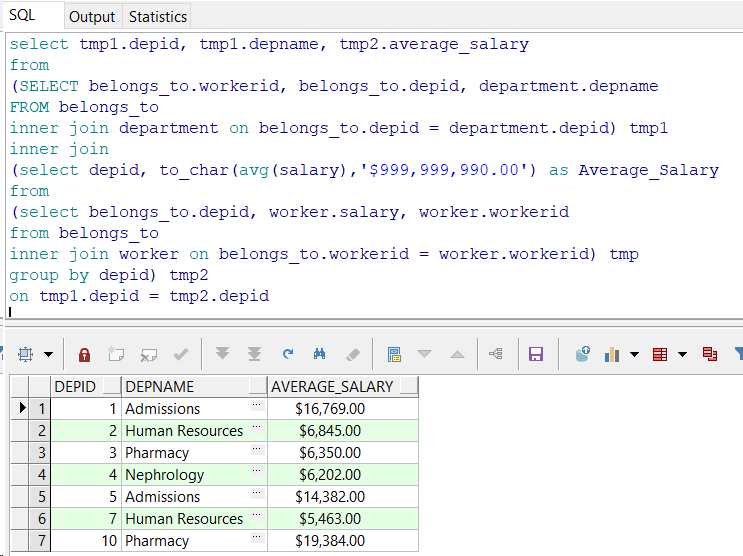 SQL Output Statistics
select tmp1.depid, tmp1.depname, tmp2.average_salary
from
(SELECT belongs_to.workerid, belongs_to.depid, department.depname
FROM belongs_to
inner join department on belongs_to.depid = department.depid) tmp1
inner join
(select depid, to_char(avg(salary),'$999,999,990.00') as Average_Salary
from
(select belongs_to.depid, worker.salary, worker.workerid
from belongs_to
inner join worker on belongs_to.workerid = worker.workerid) tmp
group by depid) tmp2
on tmp1.depid = tmp2.depid
DEPID DEPNAME AVERAGE_SALARY
1 1 Admissions ... $16,769.00
2 2 Human Resources ... $6,845.00
3 3 Pharmacy ... $6,350.00
4 4 Nephrology ... $6,202.00
5 5 Admissions ... $14,382.00
6 7 Human Resources ... $5,463.00
7 10 Pharmacy ... $19,384.00